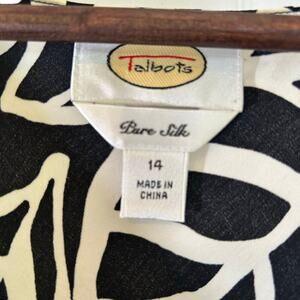 Talbots
Pure Silk
14
MADE IN
CHINA